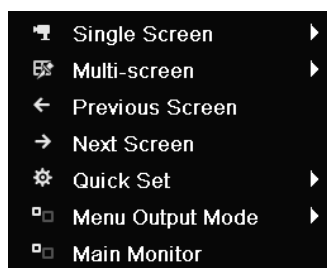 Single Screen
Multi-screen
Previous Screen
Next Screen
Quick Set
Menu Output Mode
Main Monitor